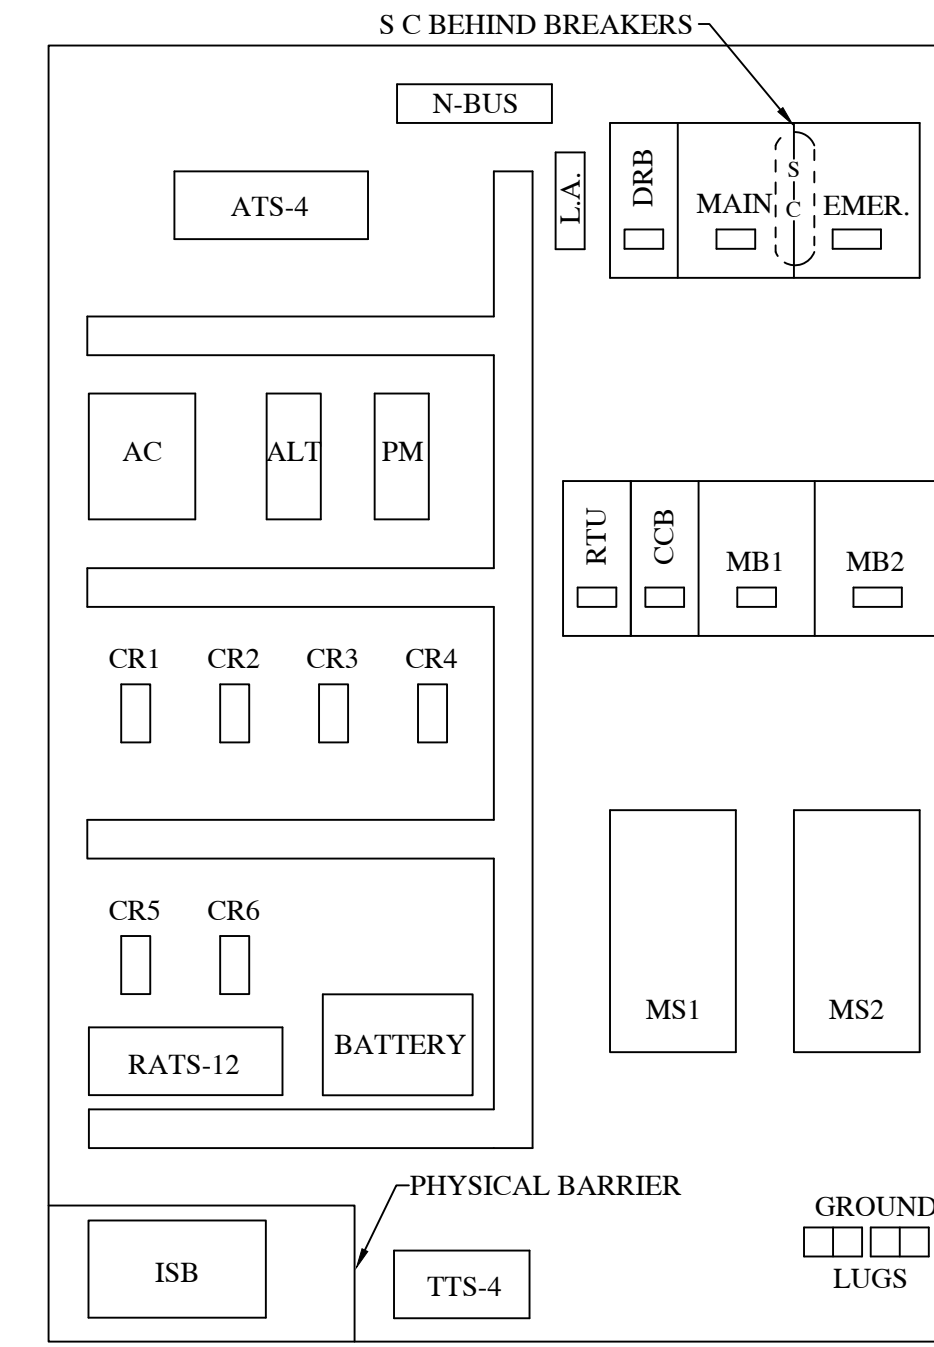 S C BEHIND BREAKERS
N-BUS
ATS-4
L.A.
DRB
MAIN
S
C
EMER.
AC
ALT
PM
RTU
CCB
MB1
MB2
CR1
CR2
CR3
CR4
CR5
CR6
RATS-12
BATTERY
MS1
MS2
PHYSICAL BARRIER
ISB
TTS-4
GROUND
LUGS